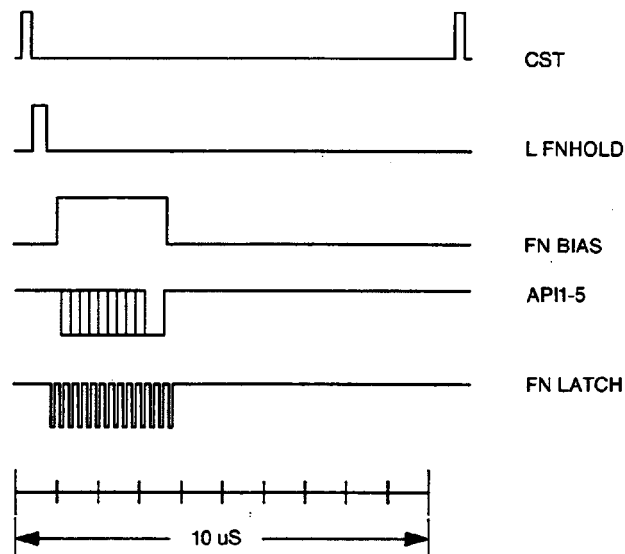 CST
L FNHOLD
FN BIAS
API1-5
FN LATCH
10 uS